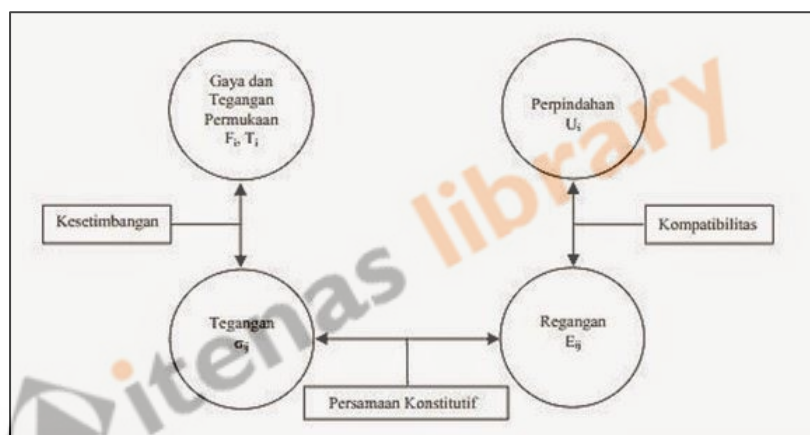 Gaya dan
Tegangan
Permukaan
Fᵢ, Tᵢ
Perpindahan
Uᵢ
Kesetimbangan
Kompatibilitas
Tegangan
σᵢⱼ
Regangan
Eᵢⱼ
Persamaan Konstitutif
itenas library